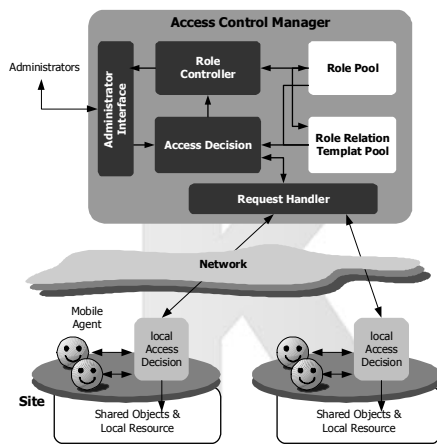 Access Control Manager
Administrators
Administrator
Interface
Role
Controller
Role Pool
Access Decision
Role Relation
Templat Pool
Request Handler
Network
Mobile
Agent
local
Access
Decision
local
Access
Decision
Site
Shared Objects &
Local Resource
Shared Objects &
Local Resource